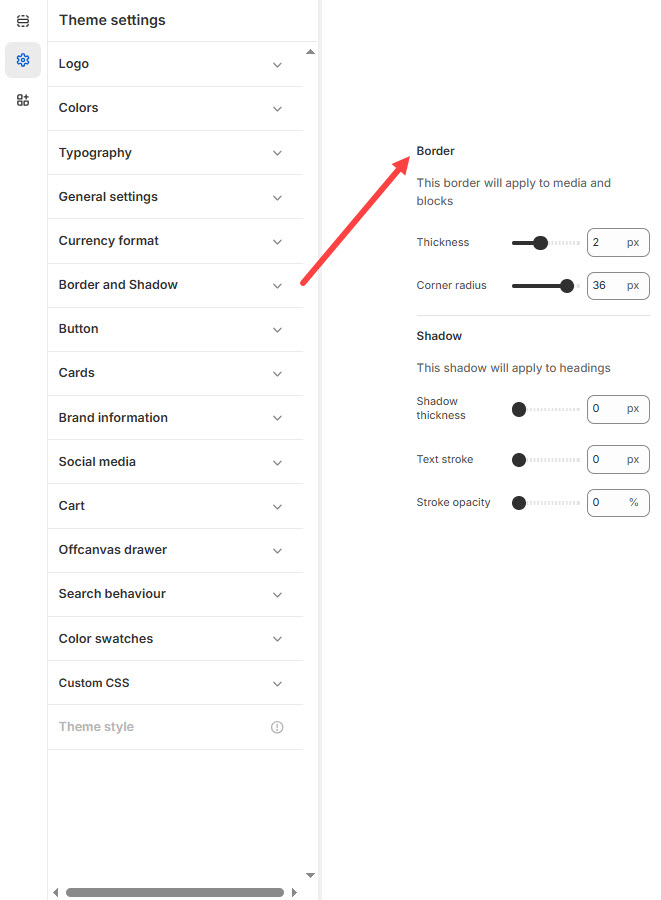 Theme settings
Logo
Colors
Typography
General settings
Currency format
Border and Shadow
Button
Cards
Brand information
Social media
Cart
Offcanvas drawer
Search behaviour
Color swatches
Custom CSS
Theme style
Border
This border will apply to media and
blocks
Thickness 2 px
Corner radius 36 px
Shadow
This shadow will apply to headings
Shadow
thickness 0 px
Text stroke 0 px
Stroke opacity 0 %